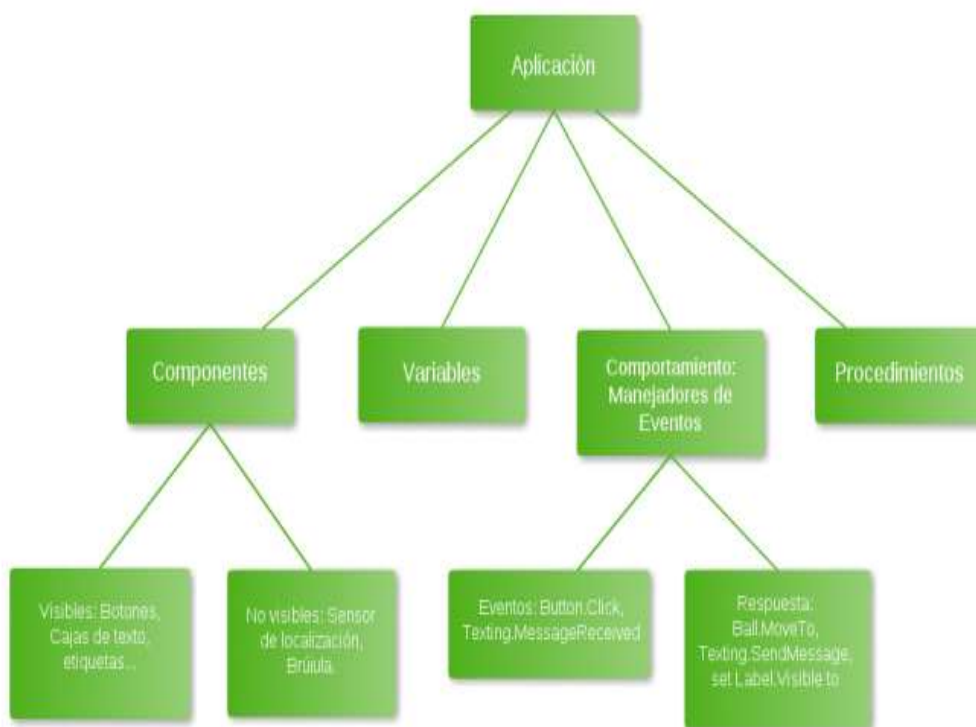 Aplicación
Componentes
Variables
Comportamiento:
Manejadores de
Eventos
Procedimientos
Visibles: Botones,
Cajas de texto,
etiquetas...
No visibles: Sensor
de localización,
Brújula,
Eventos: Button.Click,
Texting.MessageReceived
Respuesta:
Ball.MoveTo,
Texting.SendMessage,
set Label.Visible to